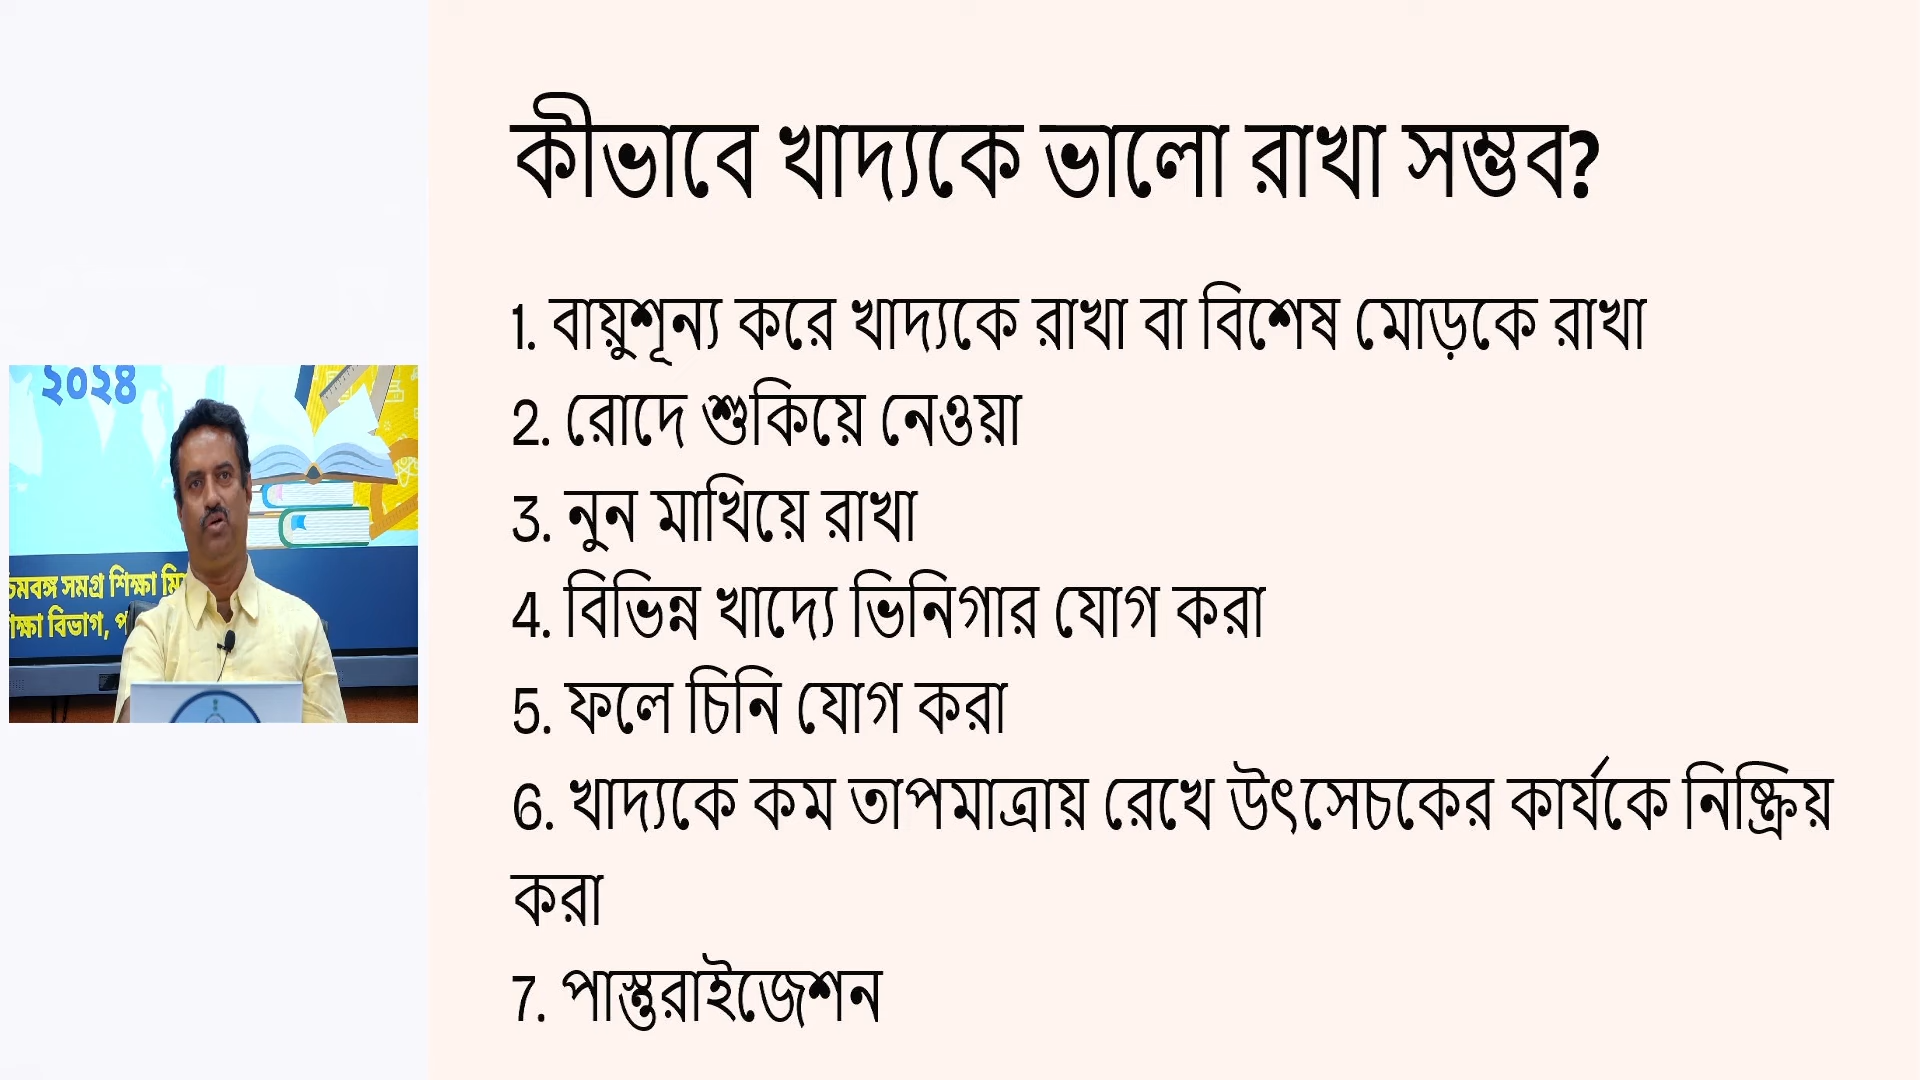 কীভাবে খাদ্যকে ভালো রাখা সম্ভব?
1. বায়ুশূন্য করে খাদ্যকে রাখা বা বিশেষ মোড়কে রাখা
2. রোদে শুকিয়ে নেওয়া
3. নুন মাখিয়ে রাখা
4. বিভিন্ন খাদ্যে ভিনিগার যোগ করা
5. ফলে চিনি যোগ করা
6. খাদ্যকে কম তাপমাত্রায় রেখে উৎসেচকের কার্যকে নিষ্ক্রিয়
করা
7. পাস্তুরাইজেশন
২০২৪
সমগ্র শিক্ষা
বিভাগ,